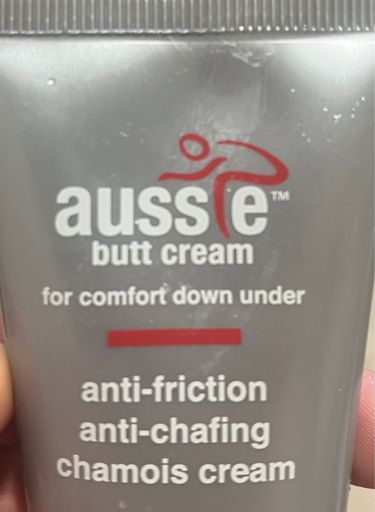 aussie™
butt cream
for comfort down under
anti-friction
anti-chafing
chamois cream